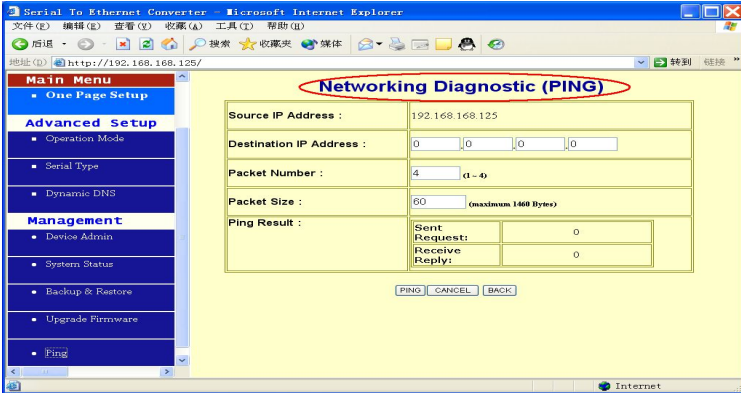 Serial To Ethernet Converter - Microsoft Internet Explorer
文件(F) 编辑(E) 查看(V) 收藏(A) 工具(T) 帮助(H)
后退 搜索 收藏夹 媒体
地址(D) http://192.168.168.125/ 转到 链接 »
Main Menu
One Page Setup
Advanced Setup
Operation Mode
Serial Type
Dynamic DNS
Management
Device Admin
System Status
Backup & Restore
Upgrade Firmware
Ping
Networking Diagnostic (PING)
Source IP Address : 192.168.168.125
Destination IP Address : 0 .0 .0 .0
Packet Number : 4 (1 ~ 4)
Packet Size : 60 (maximum 1460 Bytes)
Ping Result :
Sent Request: 0
Receive Reply: 0
PING CANCEL BACK
Internet